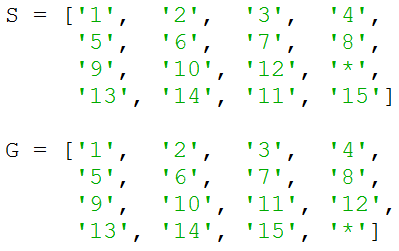 S = ['1', '2', '3', '4',
'5', '6', '7', '8',
'9', '10', '12', '*',
'13', '14', '11', '15']
G = ['1', '2', '3', '4',
'5', '6', '7', '8',
'9', '10', '11', '12',
'13', '14', '15', '*']